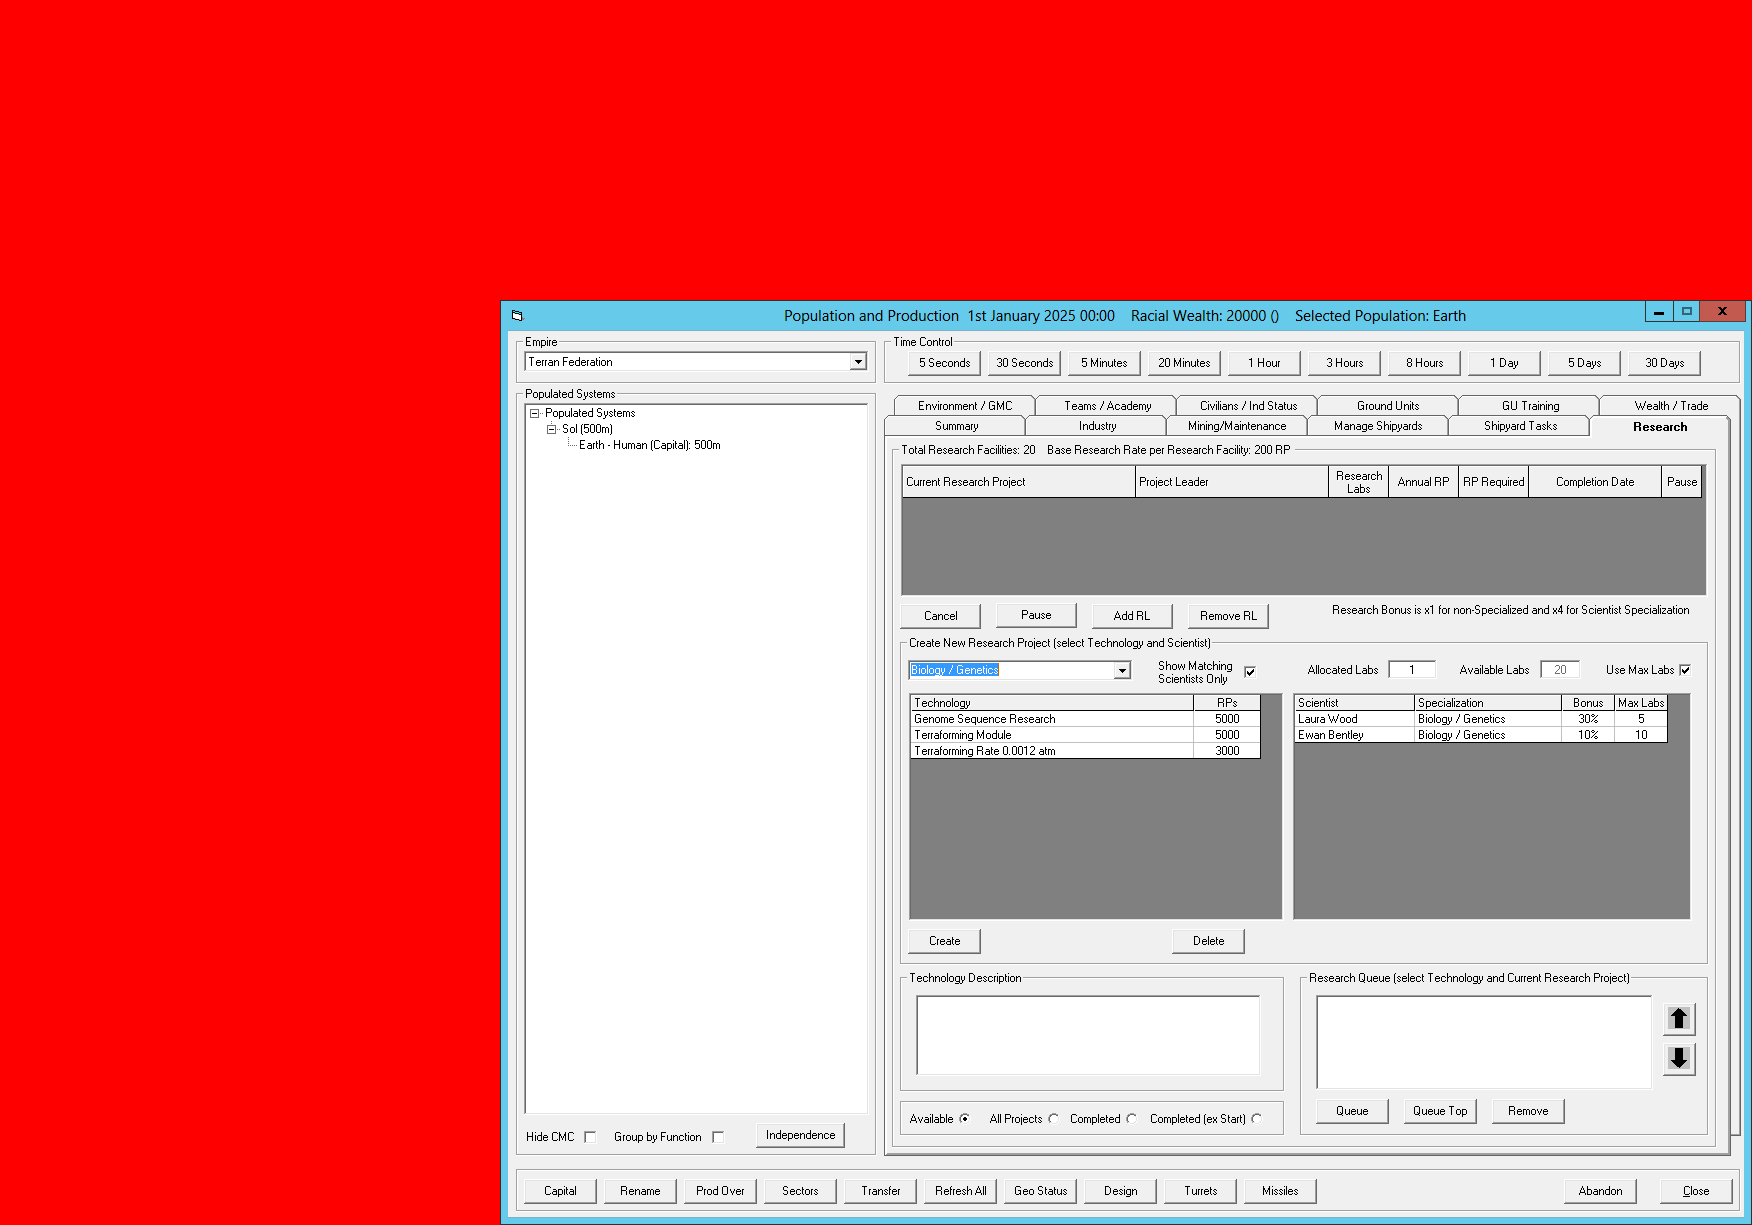 Population and Production  1st January 2025 00:00    Racial Wealth: 20000 ()    Selected Population: Earth
Empire
Terran Federation
Populated Systems
Populated Systems
Sol (500m)
Earth - Human (Capital): 500m
Hide CMC
Group by Function
Independence
Time Control
5 Seconds
30 Seconds
5 Minutes
20 Minutes
1 Hour
3 Hours
8 Hours
1 Day
5 Days
30 Days
Environment / GMC
Teams / Academy
Civilians / Ind Status
Ground Units
GU Training
Wealth / Trade
Summary
Industry
Mining/Maintenance
Manage Shipyards
Shipyard Tasks
Research
Total Research Facilities: 20    Base Research Rate per Research Facility: 200 RP
Current Research Project
Project Leader
Research
Labs
Annual RP
RP Required
Completion Date
Pause
Cancel
Pause
Add RL
Remove RL
Research Bonus is x1 for non-Specialized and x4 for Scientist Specialization
Create New Research Project (select Technology and Scientist)
Biology / Genetics
Show Matching
Scientists Only
Allocated Labs
1
Available Labs
20
Use Max Labs
Technology RPs
Genome Sequence Research 5000
Terraforming Module 5000
Terraforming Rate 0.0012 atm 3000
Scientist Specialization Bonus Max Labs
Laura Wood Biology / Genetics 30% 5
Ewan Bentley Biology / Genetics 10% 10
Create
Delete
Technology Description
Available
All Projects
Completed
Completed (ex Start)
Research Queue (select Technology and Current Research Project)
Queue
Queue Top
Remove
Capital
Rename
Prod Over
Sectors
Transfer
Refresh All
Geo Status
Design
Turrets
Missiles
Abandon
Close